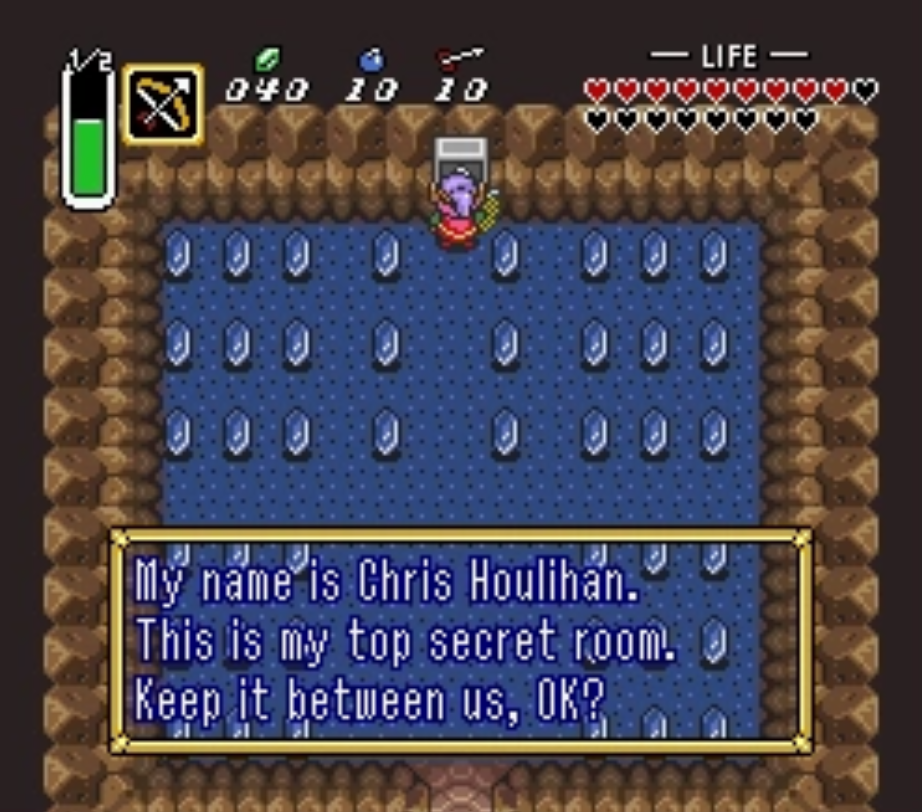 1/2
040 10 10
— LIFE —
My name is Chris Houlihan.
This is my top secret room.
Keep it between us, OK?